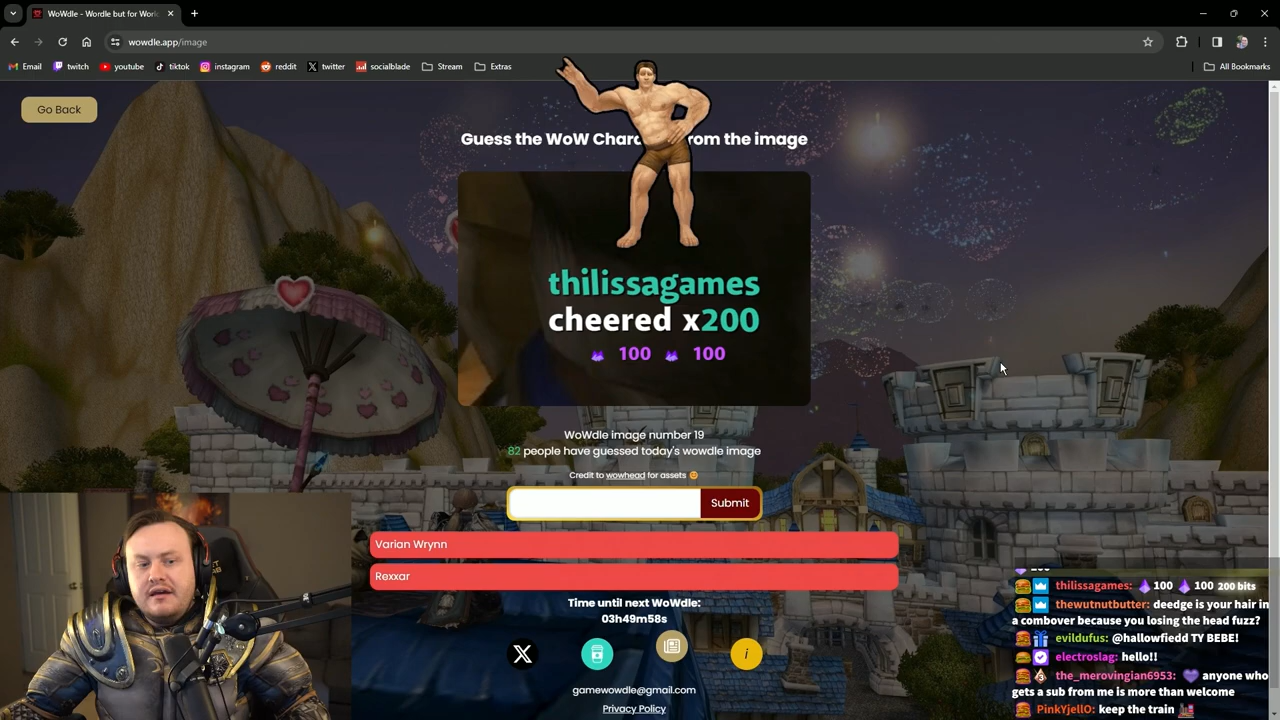 WoWdle - Wordle but for Worl
wowdle.app/image
Email
twitch
youtube
tiktok
instagram
reddit
twitter
socialblade
Stream
Extras
All Bookmarks
Go Back
Guess the WoW Charac rom the image
thilissagames
cheered x200
100 100
WoWdle image number 19
82 people have guessed today's wowdle image
Credit to wowhead for assets
Submit
Varian Wrynn
Rexxar
Time until next WoWdle:
03h49m58s
gamewowdle@gmail.com
Privacy Policy
thilissagames: 100 100 200 bits
thewutnutbutter: deedge is your hair in
a combover because you losing the head fuzz?
evildufus: @hallowfield TY BEBE!
electroslag: hello!!
the_merovingian6953: anyone who
gets a sub from me is more than welcome
PinkYjellO: keep the train